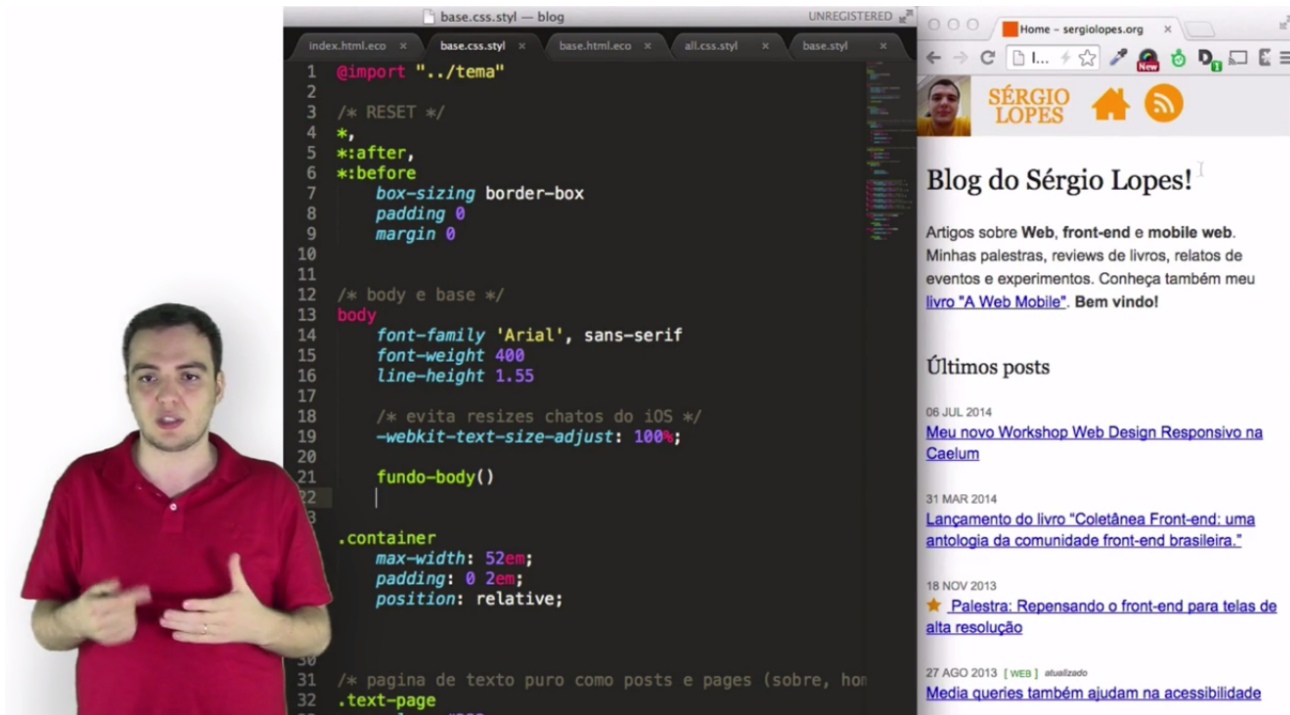 base.css.styl — blog
UNREGISTERED
index.html.eco ×
base.css.styl ×
base.html.eco ×
all.css.styl ×
base.styl ×
1 @import "../tema"
2
3 /* RESET */
4 *,
5 *:after,
6 *:before
7 box-sizing border-box
8 padding 0
9 margin 0
10
11
12 /* body e base */
13 body
14 font-family 'Arial', sans-serif
15 font-weight 400
16 line-height 1.55
17
18 /* evita resizes chatos do iOS */
19 -webkit-text-size-adjust: 100%;
20
21 fundo-body()
22
.container
max-width: 52em;
padding: 0 2em;
position: relative;
30
31 /* pagina de texto puro como posts e pages (sobre, hom
32 .text-page
Home – sergiolopes.org ×
New
SÉRGIO
LOPES
Blog do Sérgio Lopes!
Artigos sobre Web, front-end e mobile web.
Minhas palestras, reviews de livros, relatos de
eventos e experimentos. Conheça também meu
livro "A Web Mobile". Bem vindo!
Últimos posts
06 JUL 2014
Meu novo Workshop Web Design Responsivo na
Caelum
31 MAR 2014
Lançamento do livro "Coletânea Front-end: uma
antologia da comunidade front-end brasileira."
18 NOV 2013
Palestra: Repensando o front-end para telas de
alta resolução
27 AGO 2013 [ WEB ] atualizado
Media queries também ajudam na acessibilidade